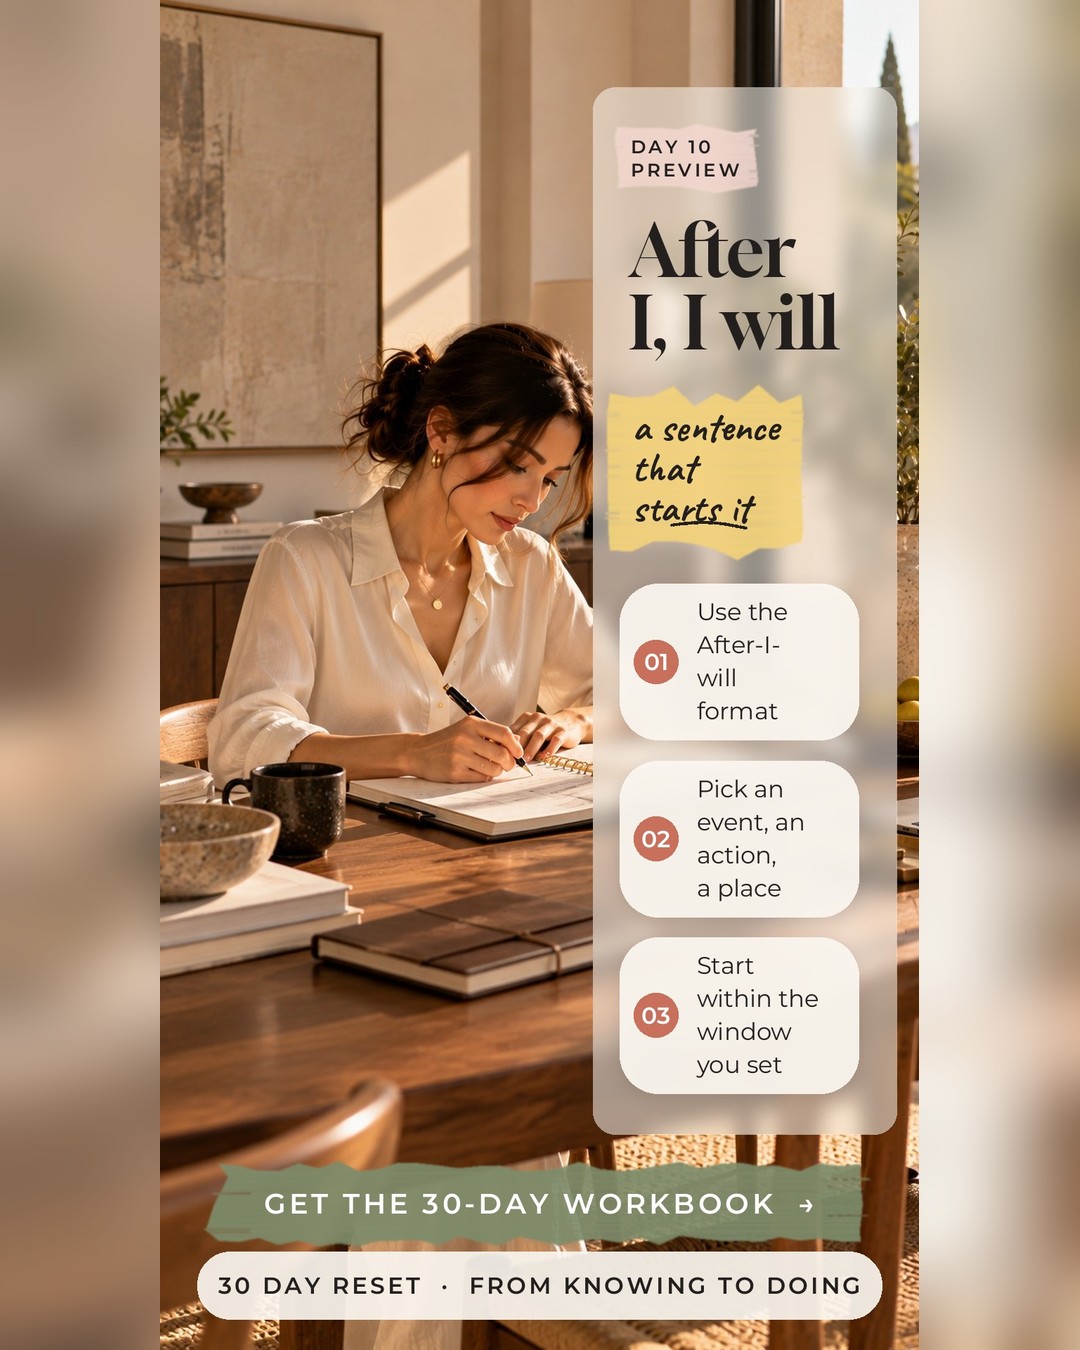 DAY 10
PREVIEW
After
I, I will
a sentence
that
starts it
01
Use the
After-I-
will
format
02
Pick an
event, an
action,
a place
03
Start
within the
window
you set
GET THE 30-DAY WORKBOOK →
30 DAY RESET · FROM KNOWING TO DOING